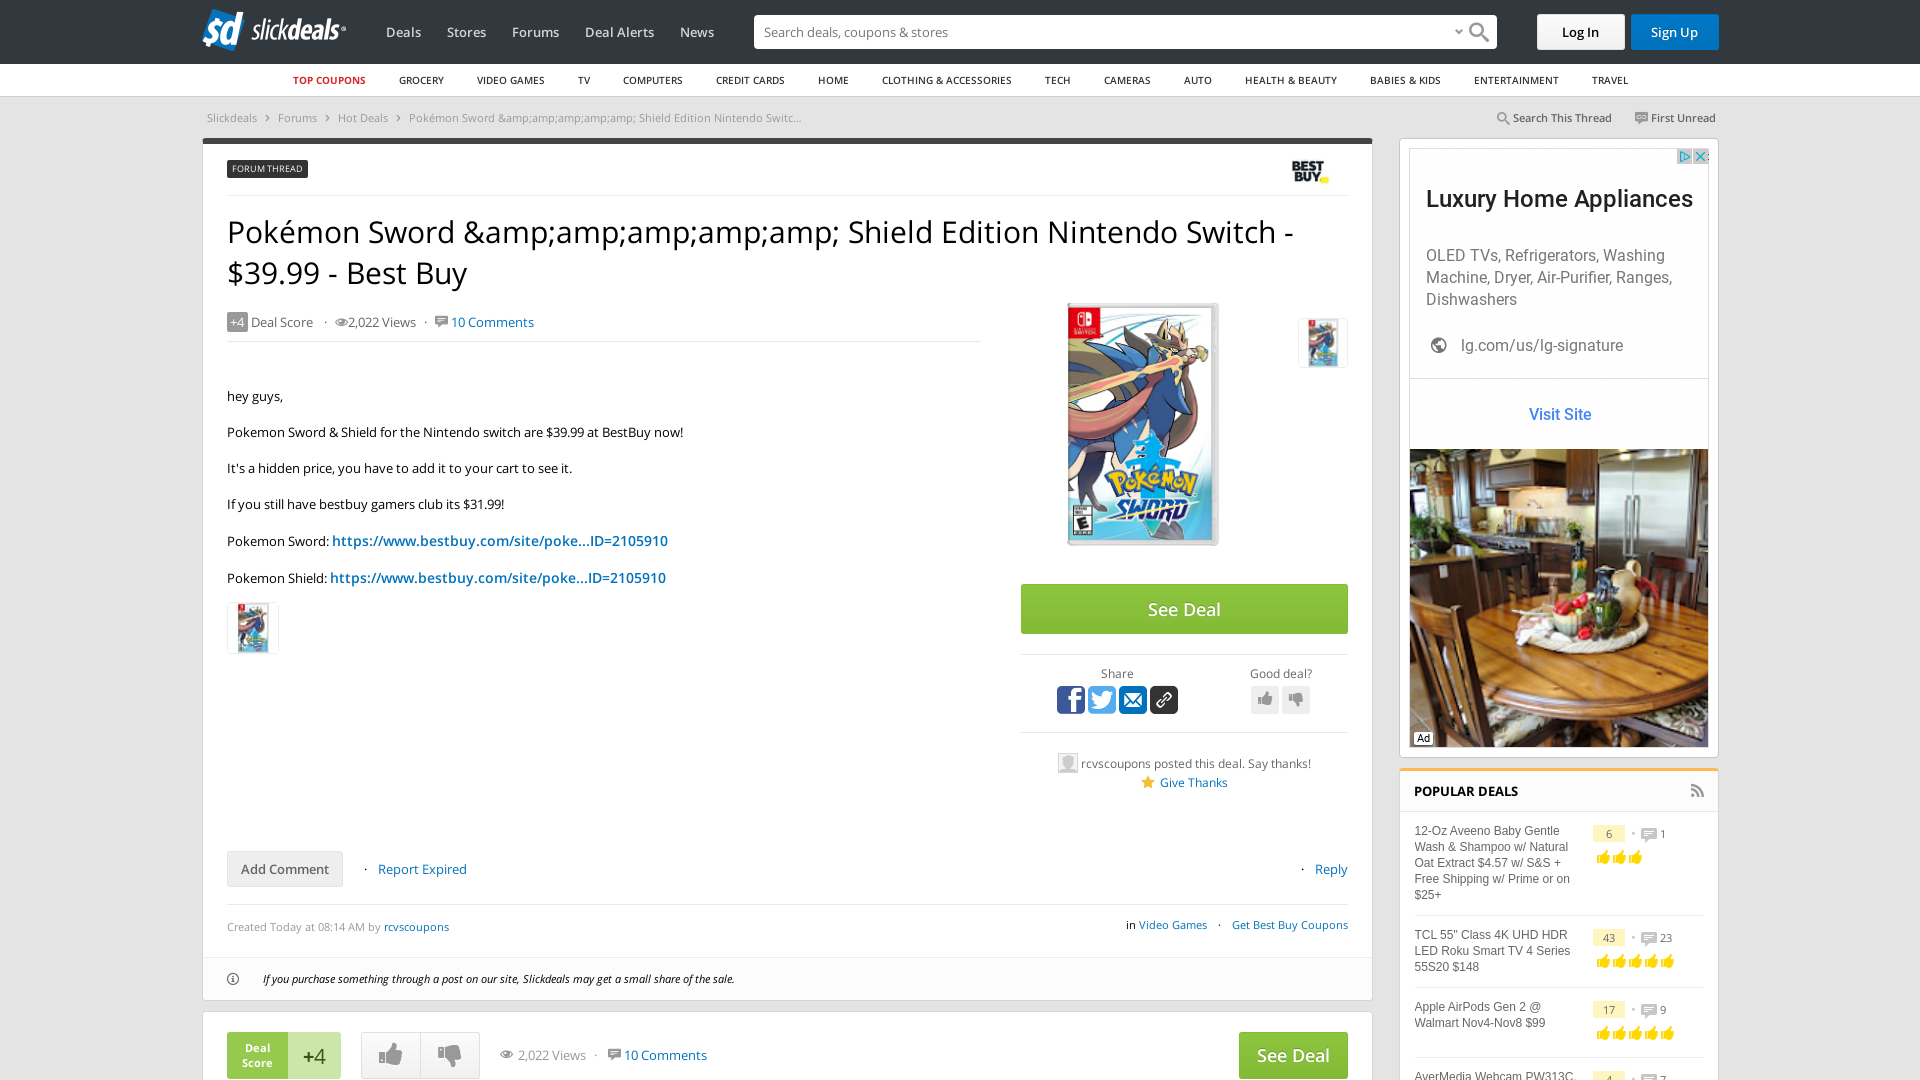 sd slickdeals
Deals Stores Forums Deal Alerts News
Search deals, coupons & stores
Log In
Sign Up
TOP COUPONS GROCERY VIDEO GAMES TV COMPUTERS CREDIT CARDS HOME CLOTHING & ACCESSORIES TECH CAMERAS AUTO HEALTH & BEAUTY BABIES & KIDS ENTERTAINMENT TRAVEL
Slickdeals > Forums > Hot Deals > Pokémon Sword &amp;amp;amp;amp;amp; Shield Edition Nintendo Switc...
Search This Thread First Unread
FORUM THREAD
BEST BUY
Pokémon Sword &amp;amp;amp;amp;amp; Shield Edition Nintendo Switch -
$39.99 - Best Buy
+4 Deal Score · 2,022 Views · 10 Comments
hey guys,
Pokemon Sword & Shield for the Nintendo switch are $39.99 at BestBuy now!
It's a hidden price, you have to add it to your cart to see it.
If you still have bestbuy gamers club its $31.99!
Pokemon Sword: https://www.bestbuy.com/site/poke...ID=2105910
Pokemon Shield: https://www.bestbuy.com/site/poke...ID=2105910
POKéMON
SWORD
E
See Deal
Share
Good deal?
rcvscoupons posted this deal. Say thanks!
Give Thanks
Add Comment · Report Expired
· Reply
Created Today at 08:14 AM by rcvscoupons
in Video Games · Get Best Buy Coupons
If you purchase something through a post on our site, Slickdeals may get a small share of the sale.
Deal
Score
+4
2,022 Views · 10 Comments
See Deal
Luxury Home Appliances
OLED TVs, Refrigerators, Washing
Machine, Dryer, Air-Purifier, Ranges,
Dishwashers
lg.com/us/lg-signature
Visit Site
Ad
POPULAR DEALS
12-Oz Aveeno Baby Gentle
Wash & Shampoo w/ Natural
Oat Extract $4.57 w/ S&S +
Free Shipping w/ Prime or on
$25+
6 • 1
TCL 55" Class 4K UHD HDR
LED Roku Smart TV 4 Series
55S20 $148
43 • 23
Apple AirPods Gen 2 @
Walmart Nov4-Nov8 $99
17 • 9
AverMedia Webcam PW313C,
4 • 7